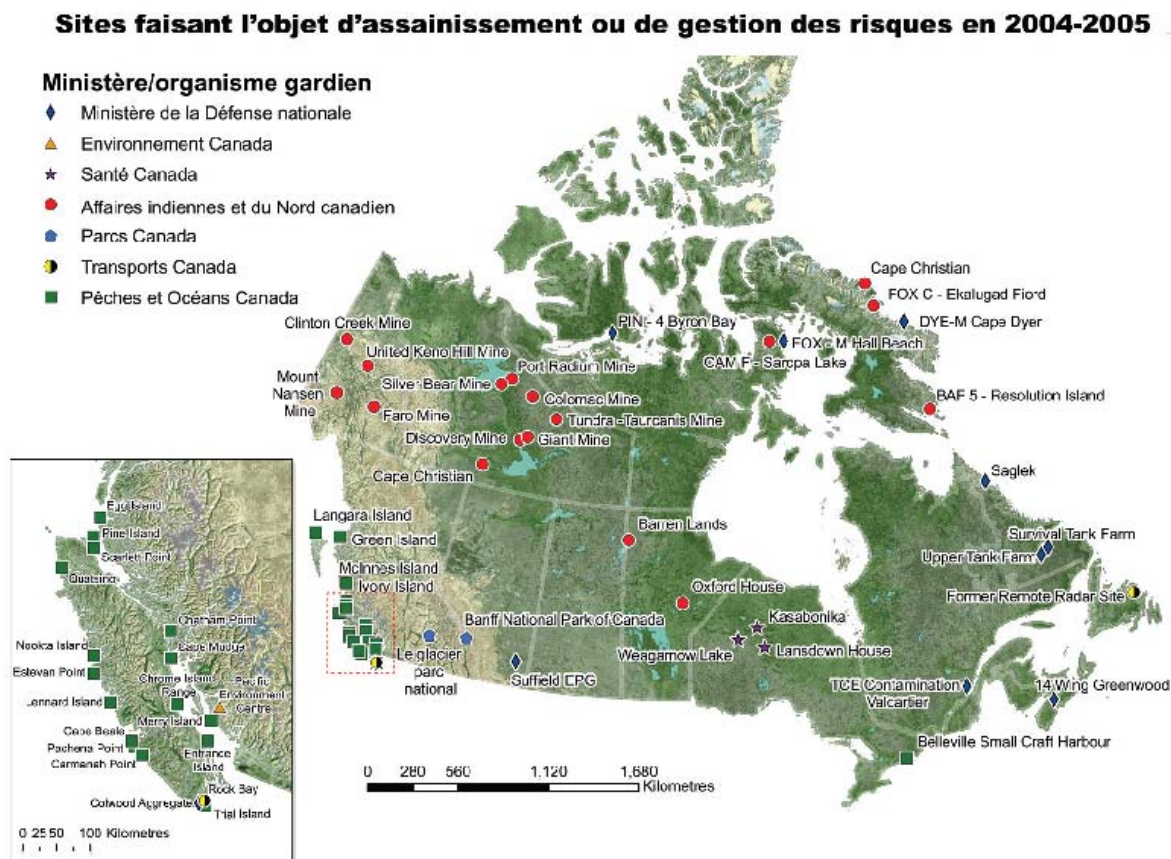 Sites faisant l'objet d'assainissement ou de gestion des risques en 2004-2005
Ministère/organisme gardien
Ministère de la Défense nationale
Environnement Canada
Santé Canada
Affaires indiennes et du Nord canadien
Parcs Canada
Transports Canada
Pêches et Océans Canada
Cape Christian
FOX C - Ekalugad Fiord
DYE-M Cape Dyer
PIN - 4 Byron Bay
FOX - M Hall Beach
CAM F - Sarcpa Lake
BAF 5 - Resolution Island
Clinton Creek Mine
United Keno Hill Mine
Port Radium Mine
Silver Bear Mine
Mount
Nansen
Mine
Colomac Mine
Faro Mine
Tundra -Taurcanis Mine
Discovery Mine
Giant Mine
Cape Christian
Saglek
Langara Island
Green Island
Barren Lands
Survival Tank Farm
Upper Tank Farm
McInnes Island
Ivory Island
Oxford House
Former Remote Radar Site
Kasabonika
Banff National Park of Canada
Weagamow Lake
Lansdown House
Le glacier
parc
national
Suffield EPG
TCE Contamination
Valcartier
14 Wing Greenwood
Belleville Small Craft Harbour
0 280 560 1,120 1,680
Kilometres
Egg Island
Pine Island
Scarlett Point
Quatsino
Chatham Point
Nootka Island
Cape Mudge
Estevan Point
Chrome Island
Range
Pacific
Environment
Centre
Lennard Island
Merry Island
Cape Beale
Pachena Point
Carmanah Point
Entrance
Island
Rock Bay
Colwood Aggregate
Trial Island
0 25 50 100 Kilometres